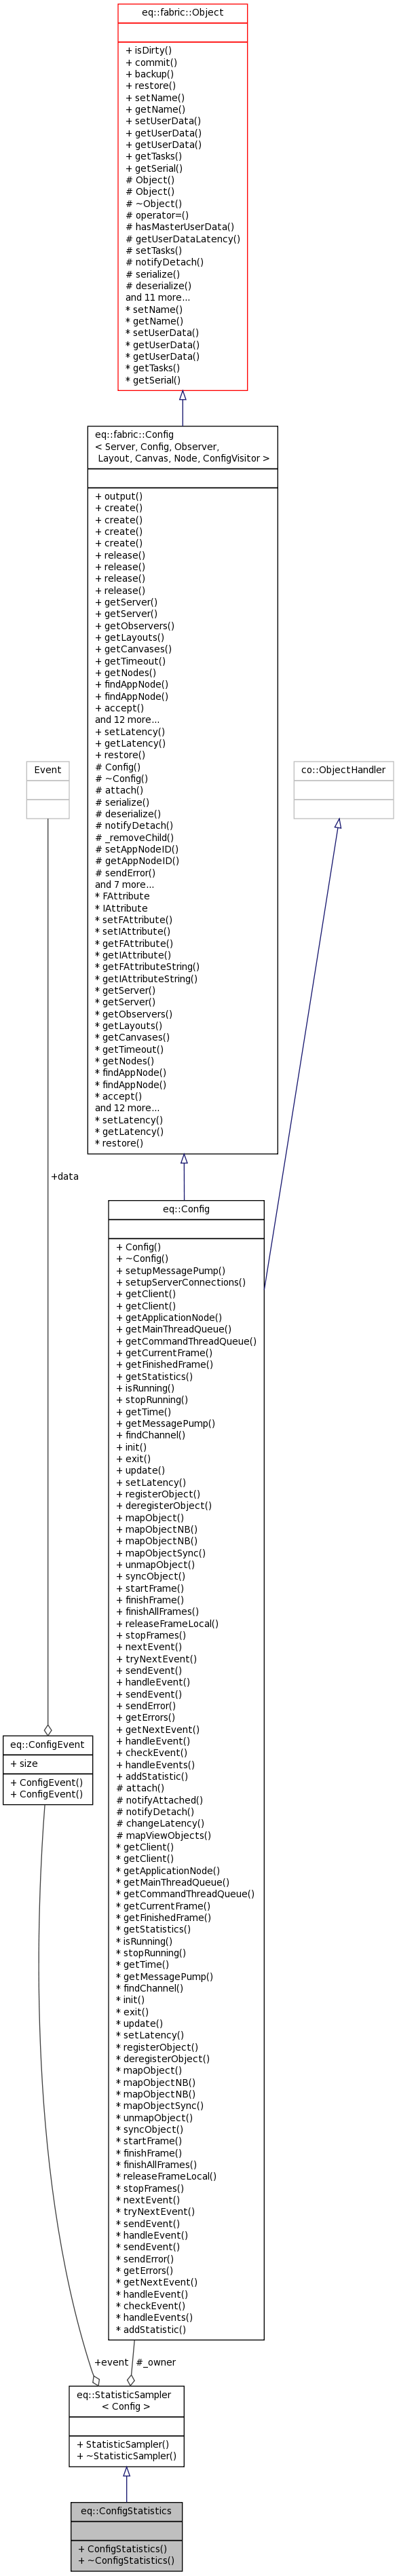 eq::fabric::Object
+ isDirty()
+ commit()
+ backup()
+ restore()
+ setName()
+ getName()
+ setUserData()
+ getUserData()
+ getUserData()
+ getTasks()
+ getSerial()
# Object()
# Object()
# ~Object()
# operator=()
# hasMasterUserData()
# getUserDataLatency()
# setTasks()
# notifyDetach()
# serialize()
# deserialize()
and 11 more...
* setName()
* getName()
* setUserData()
* getUserData()
* getUserData()
* getTasks()
* getSerial()
eq::fabric::Config
< Server, Config, Observer,
Layout, Canvas, Node, ConfigVisitor >
+ output()
+ create()
+ create()
+ create()
+ create()
+ release()
+ release()
+ release()
+ release()
+ getServer()
+ getServer()
+ getObservers()
+ getLayouts()
+ getCanvases()
+ getTimeout()
+ getNodes()
+ findAppNode()
+ findAppNode()
+ accept()
and 12 more...
+ setLatency()
+ getLatency()
+ restore()
# Config()
# ~Config()
# attach()
# serialize()
# deserialize()
# notifyDetach()
# _removeChild()
# setAppNodeID()
# getAppNodeID()
# sendError()
and 7 more...
* FAttribute
* IAttribute
* setFAttribute()
* setIAttribute()
* getFAttribute()
* getIAttribute()
* getFAttributeString()
* getIAttributeString()
* getServer()
* getServer()
* getObservers()
* getLayouts()
* getCanvases()
* getTimeout()
* getNodes()
* findAppNode()
* findAppNode()
* accept()
and 12 more...
* setLatency()
* getLatency()
* restore()
Event
co::ObjectHandler
+data
eq::Config
+ Config()
+ ~Config()
+ setupMessagePump()
+ setupServerConnections()
+ getClient()
+ getClient()
+ getApplicationNode()
+ getMainThreadQueue()
+ getCommandThreadQueue()
+ getCurrentFrame()
+ getFinishedFrame()
+ getStatistics()
+ isRunning()
+ stopRunning()
+ getTime()
+ getMessagePump()
+ findChannel()
+ init()
+ exit()
+ update()
+ setLatency()
+ registerObject()
+ deregisterObject()
+ mapObject()
+ mapObjectNB()
+ mapObjectNB()
+ mapObjectSync()
+ unmapObject()
+ syncObject()
+ startFrame()
+ finishFrame()
+ finishAllFrames()
+ releaseFrameLocal()
+ stopFrames()
+ nextEvent()
+ tryNextEvent()
+ sendEvent()
+ handleEvent()
+ sendEvent()
+ sendError()
+ getErrors()
+ getNextEvent()
+ handleEvent()
+ checkEvent()
+ handleEvents()
+ addStatistic()
# attach()
# notifyAttached()
# notifyDetach()
# changeLatency()
# mapViewObjects()
* getClient()
* getClient()
* getApplicationNode()
* getMainThreadQueue()
* getCommandThreadQueue()
* getCurrentFrame()
* getFinishedFrame()
* getStatistics()
* isRunning()
* stopRunning()
* getTime()
* getMessagePump()
* findChannel()
* init()
* exit()
* update()
* setLatency()
* registerObject()
* deregisterObject()
* mapObject()
* mapObjectNB()
* mapObjectNB()
* mapObjectSync()
* unmapObject()
* syncObject()
* startFrame()
* finishFrame()
* finishAllFrames()
* releaseFrameLocal()
* stopFrames()
* nextEvent()
* tryNextEvent()
* sendEvent()
* handleEvent()
* sendEvent()
* sendError()
* getErrors()
* getNextEvent()
* handleEvent()
* checkEvent()
* handleEvents()
* addStatistic()
eq::ConfigEvent
+ size
+ ConfigEvent()
+ ConfigEvent()
+event
#_owner
eq::StatisticSampler
< Config >
+ StatisticSampler()
+ ~StatisticSampler()
eq::ConfigStatistics
+ ConfigStatistics()
+ ~ConfigStatistics()